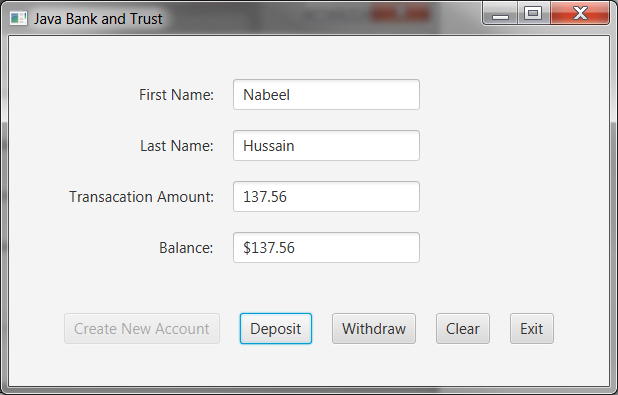 Java Bank and Trust
First Name: Nabeel
Last Name: Hussain
Transacation Amount: 137.56
Balance: $137.56
Create New Account Deposit Withdraw Clear Exit